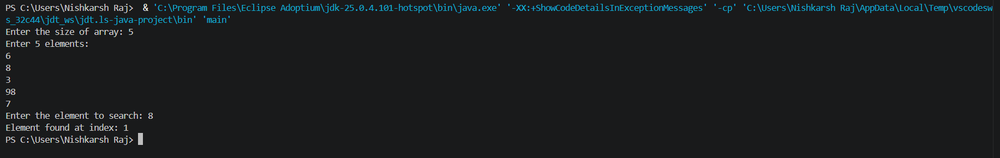 PS C:\Users\Nishkarsh Raj>  & 'C:\Program Files\Eclipse Adoptium\jdk-25.0.4.101-hotspot\bin\java.exe' '-XX:+ShowCodeDetailsInExceptionMessages' '-cp' 'C:\Users\Nishkarsh Raj\AppData\Local\Temp\vscodesw
s_32c44\jdt_ws\jdt.ls-java-project\bin' 'main'
Enter the size of array: 5
Enter 5 elements:
6
8
3
98
7
Enter the element to search: 8
Element found at index: 1
PS C:\Users\Nishkarsh Raj>